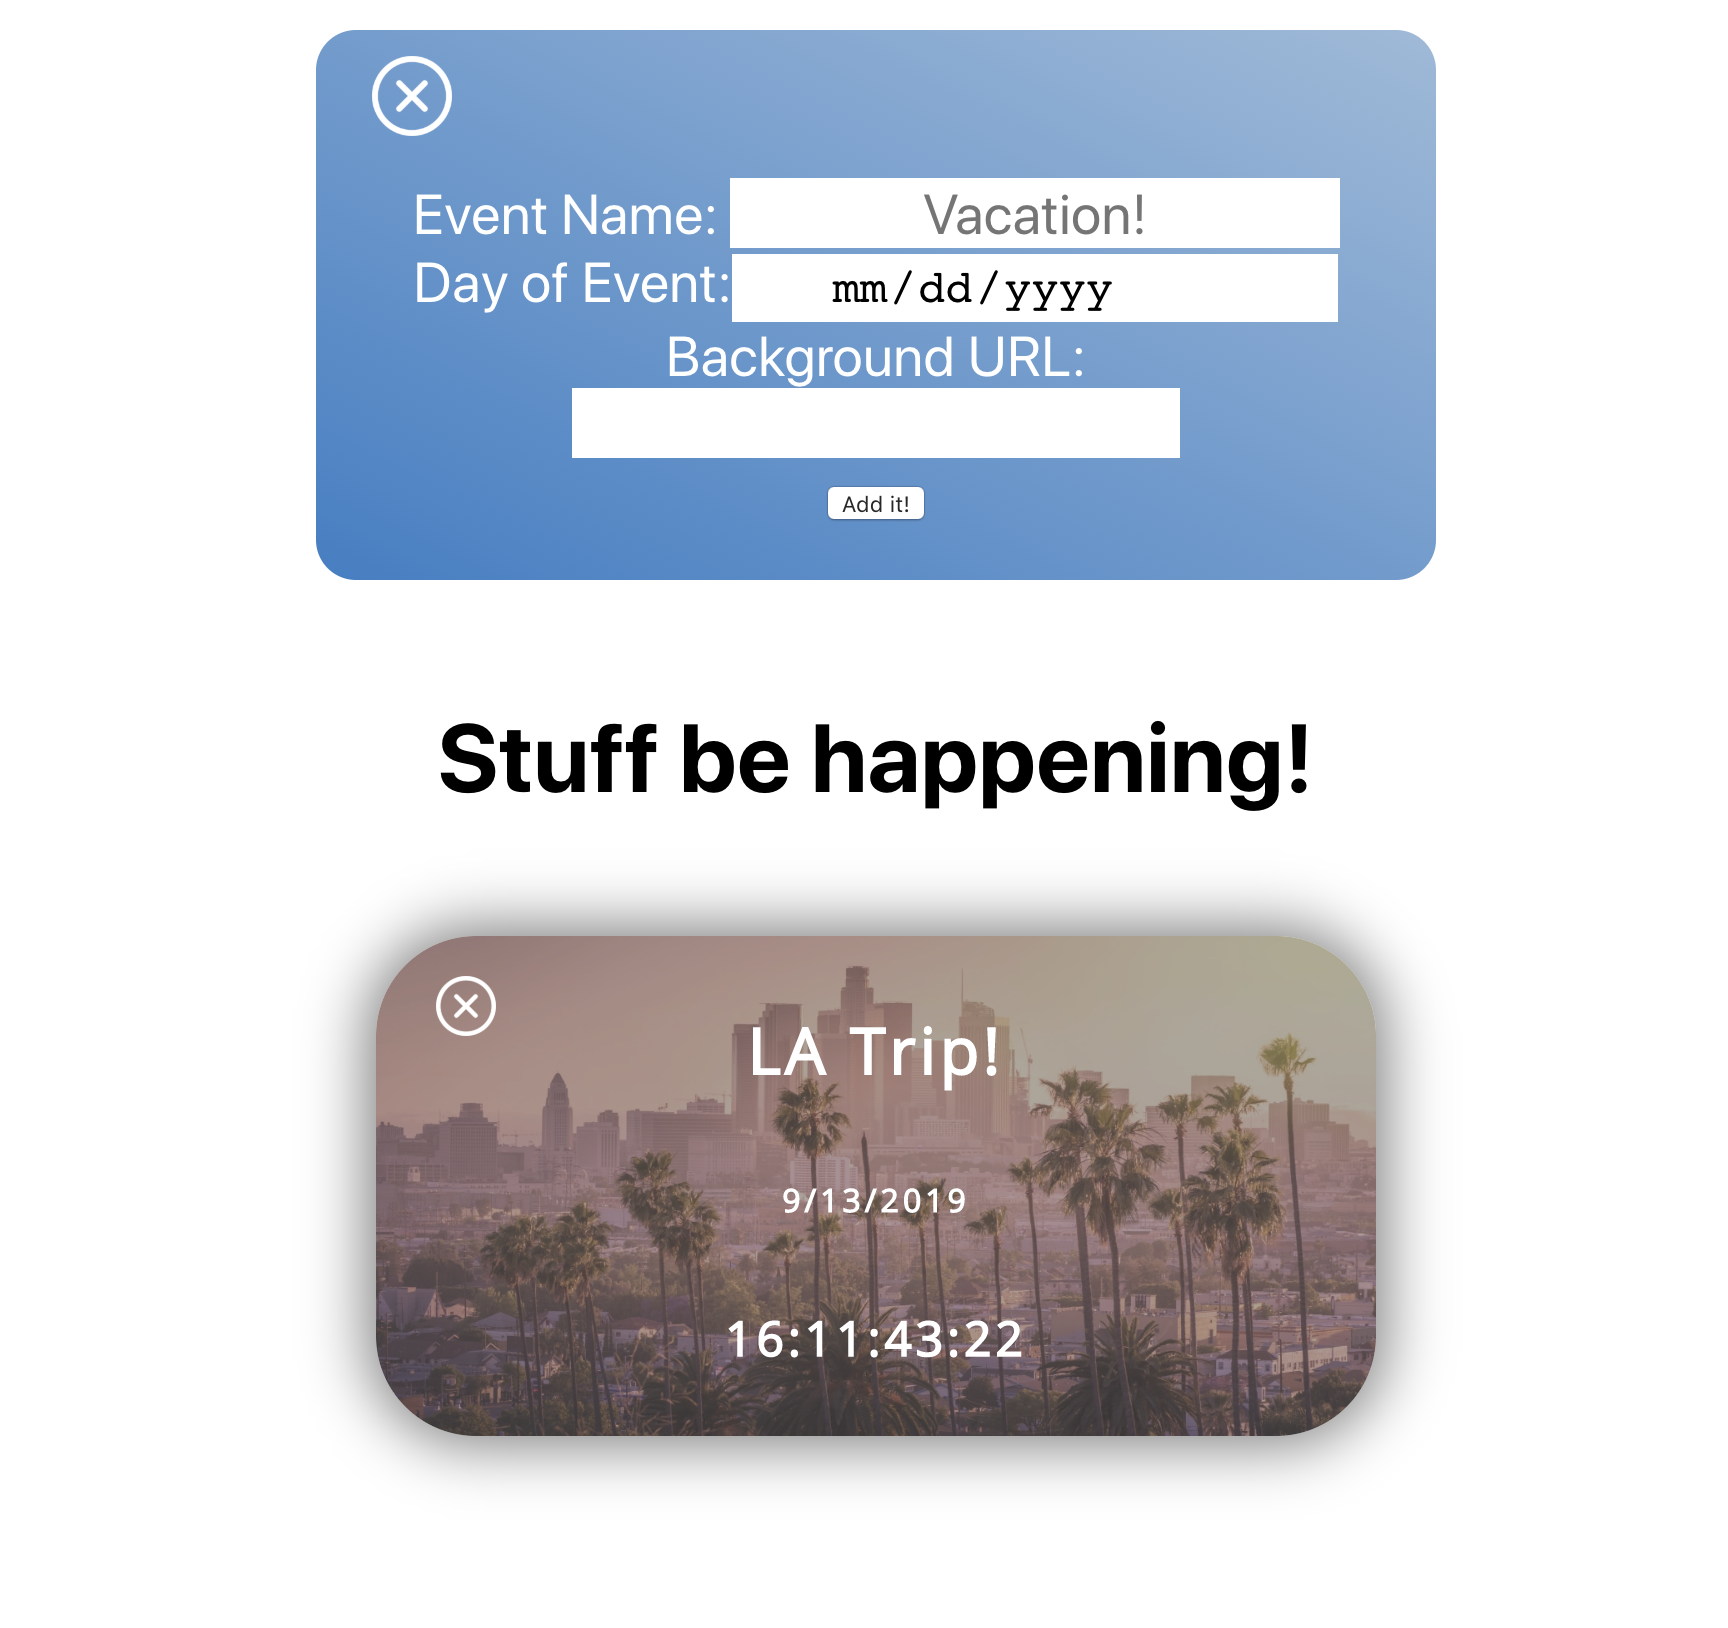 Event Name: Vacation!
Day of Event: mm/dd/yyyy
Background URL:
Add it!
Stuff be happening!
LA Trip!
9/13/2019
16:11:43:22